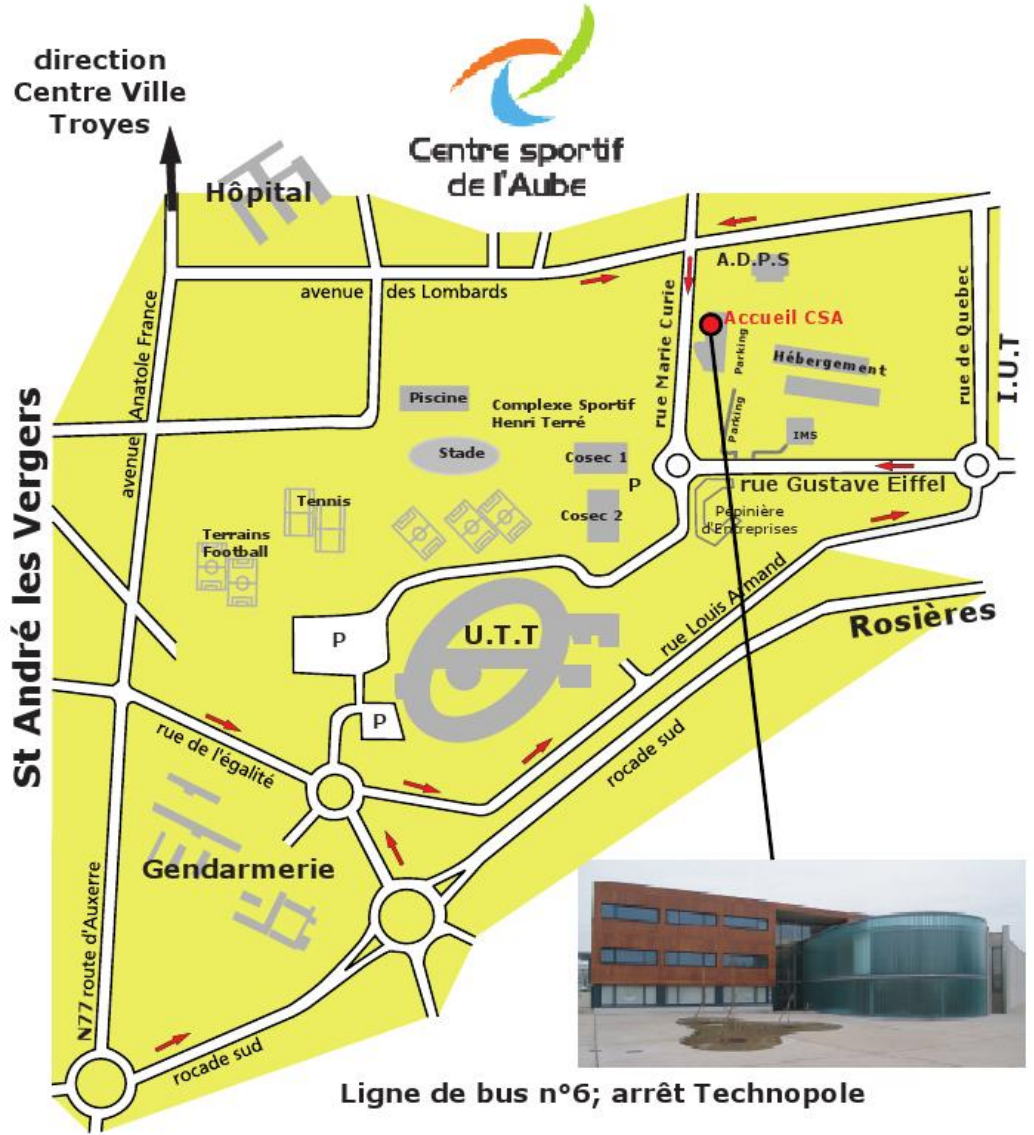 direction
Centre Ville
Troyes
Centre sportif
de l'Aube
Hôpital
A.D.P.S
avenue des Lombards
Accueil CSA
avenue Anatole France
rue Marie Curie
rue de Quebec
I.U.T
Parking
Hébergement
Piscine
Complexe Sportif
Henri Terré
Parking
IMS
Stade
Cosec 1
P
rue Gustave Eiffel
St André les Vergers
Tennis
Terrains
Football
Cosec 2
Pépinière
d'Entreprises
rue Louis Armand
Rosières
P
U.T.T
P
rue de l'égalité
rocade sud
Gendarmerie
N77 route d'Auxerre
rocade sud
Ligne de bus n°6; arrêt Technopole